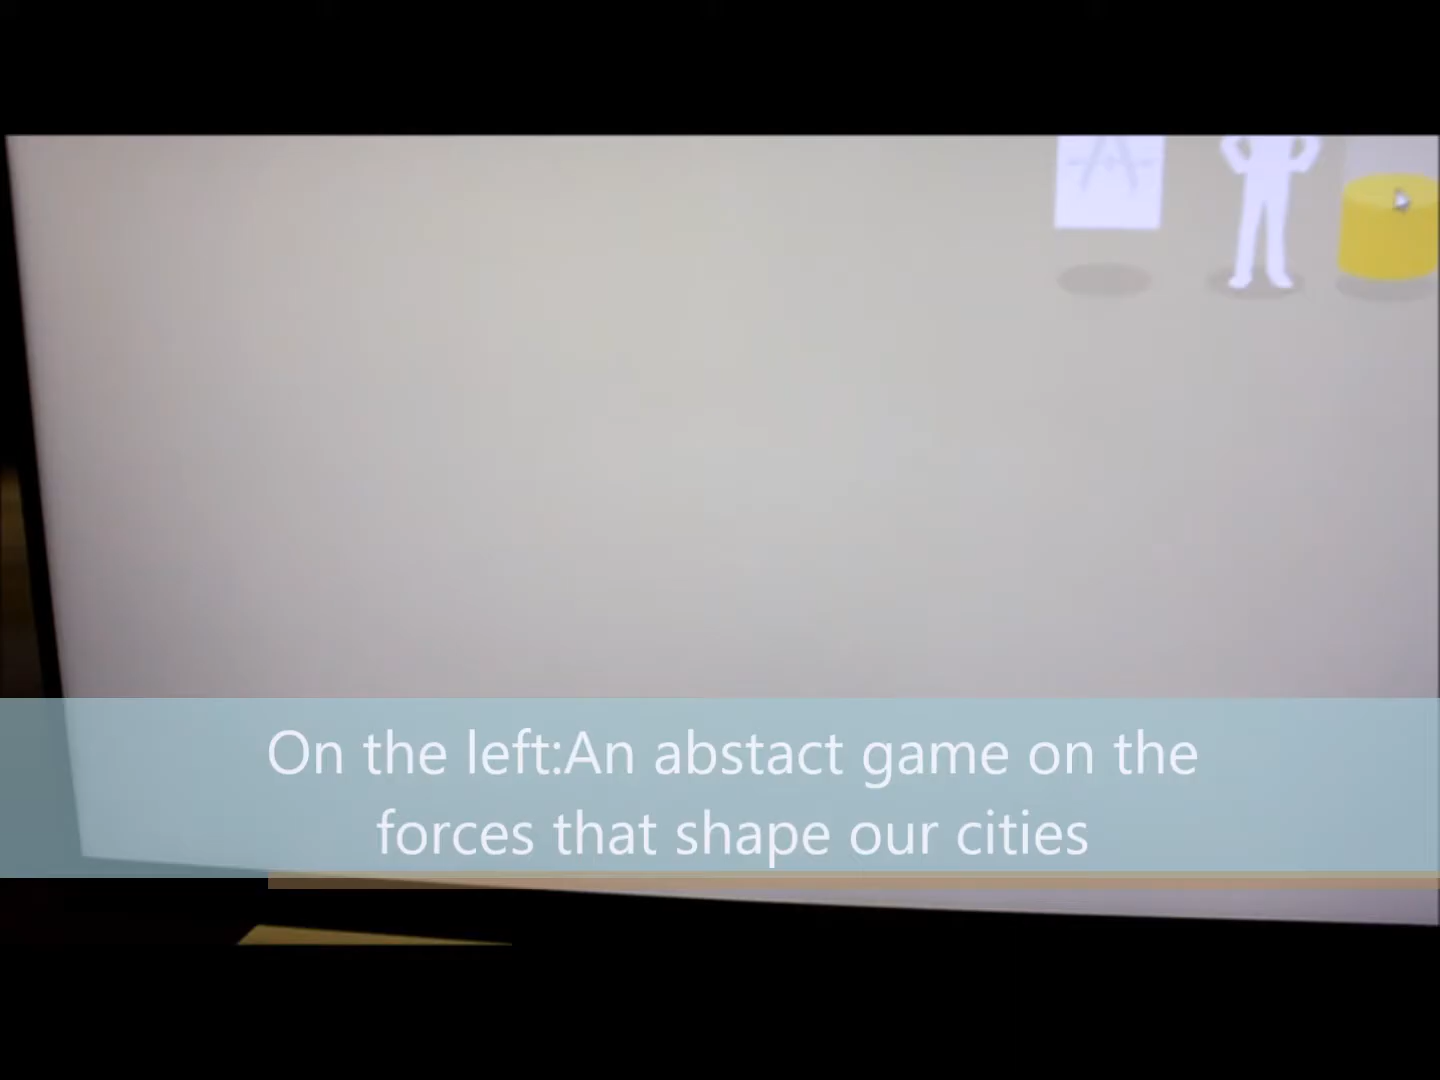 On the left:An abstact game on the
forces that shape our cities